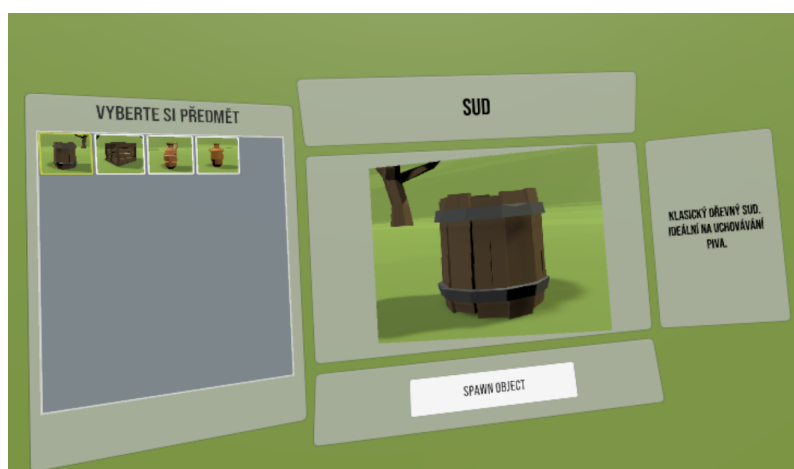 VYBERTE SI PŘEDMĚT
SUD
KLASICKÝ DŘEVNÝ SUD.
IDEÁLNÍ NA UCHOVÁVÁNÍ
PIVA.
SPAWN OBJECT